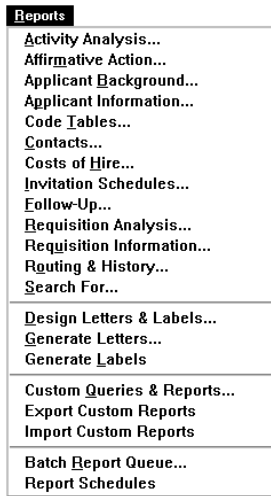 Reports
Activity Analysis...
Affirmative Action...
Applicant Background...
Applicant Information...
Code Tables...
Contacts...
Costs of Hire...
Invitation Schedules...
Follow-Up...
Requisition Analysis...
Requisition Information...
Routing & History...
Search For...
Design Letters & Labels...
Generate Letters...
Generate Labels
Custom Queries & Reports...
Export Custom Reports
Import Custom Reports
Batch Report Queue...
Report Schedules